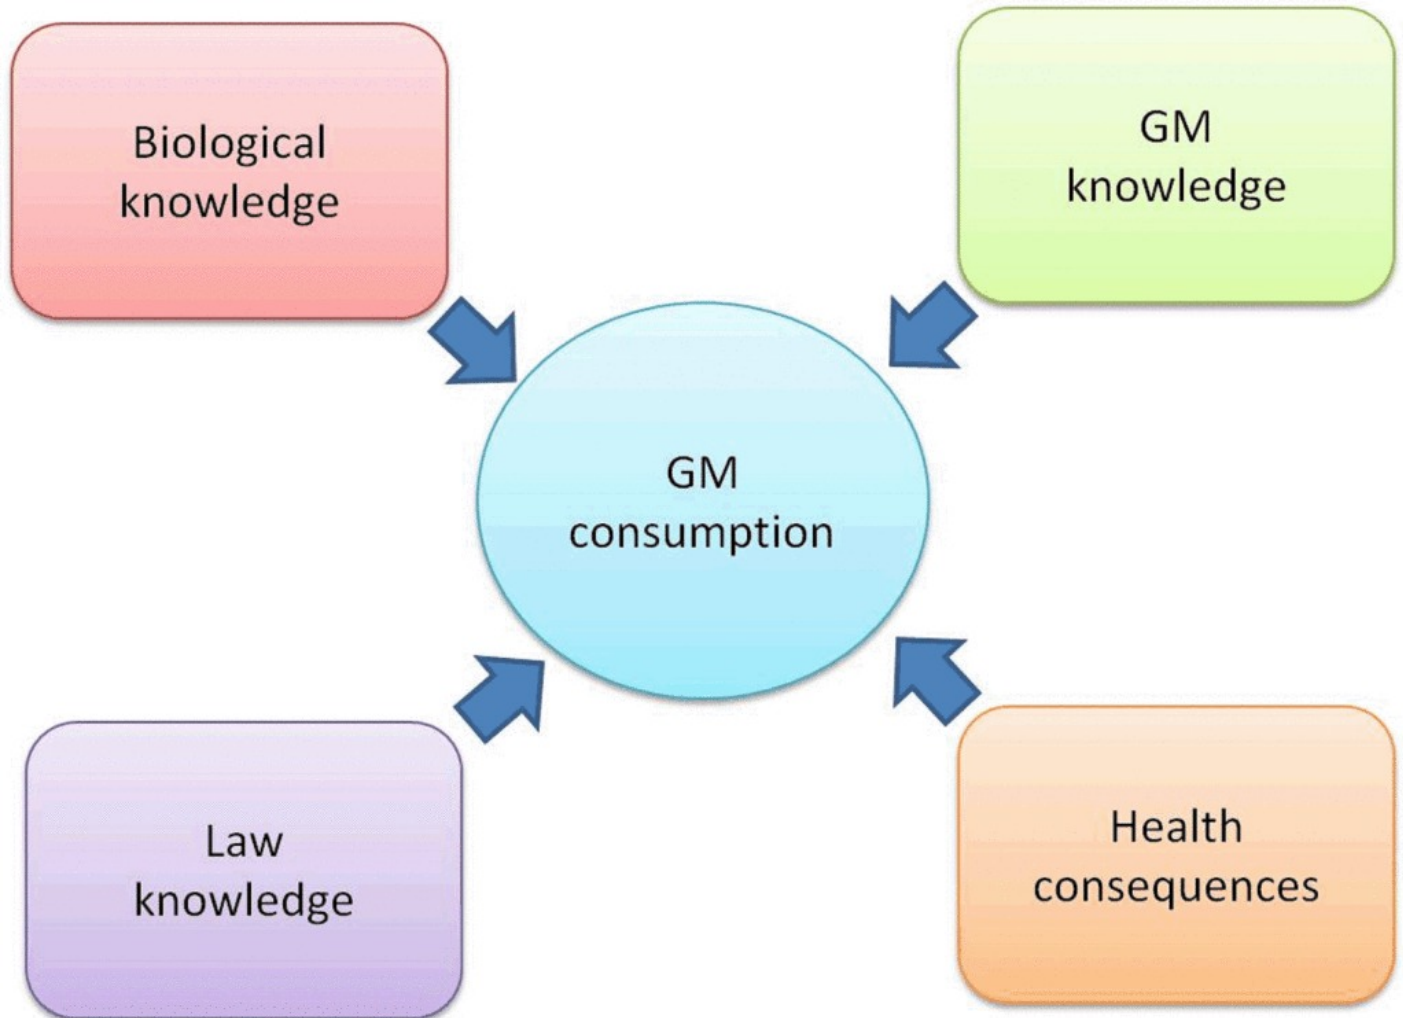 Biological
knowledge
GM
knowledge
GM
consumption
Law
knowledge
Health
consequences